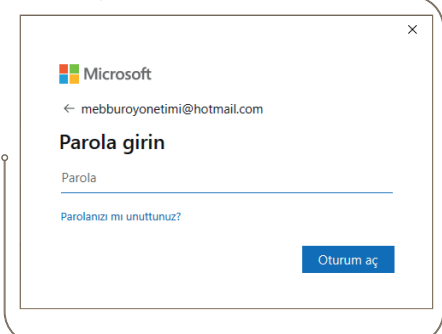 Microsoft
mebburoyonetimi@hotmail.com
Parola girin
Parola
Parolanızı mı unuttunuz?
Oturum aç